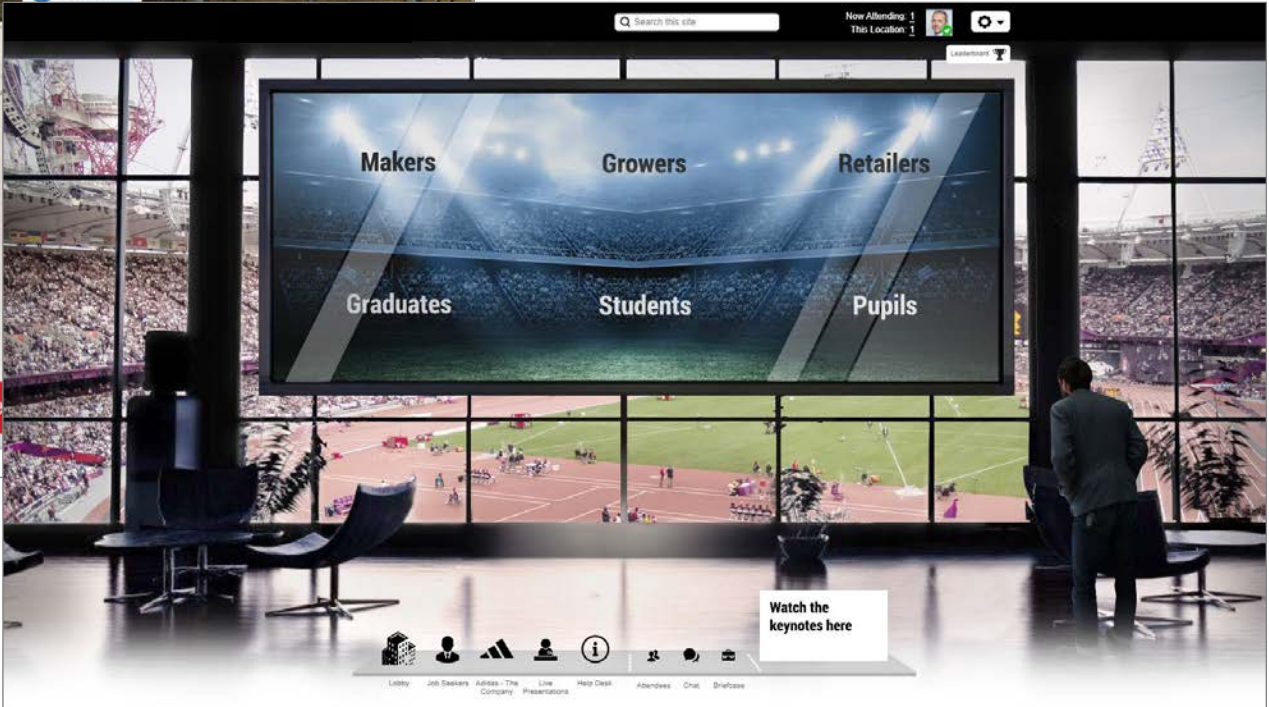 Search this site
Now Attending: 1
This Location: 1
Leaderboard
Makers
Growers
Retailers
Graduates
Students
Pupils
Watch the
keynotes here
Lobby
Job Seekers
Adidas - The
Company
Live
Presentations
Help Desk
Attendees
Chat
Briefcase